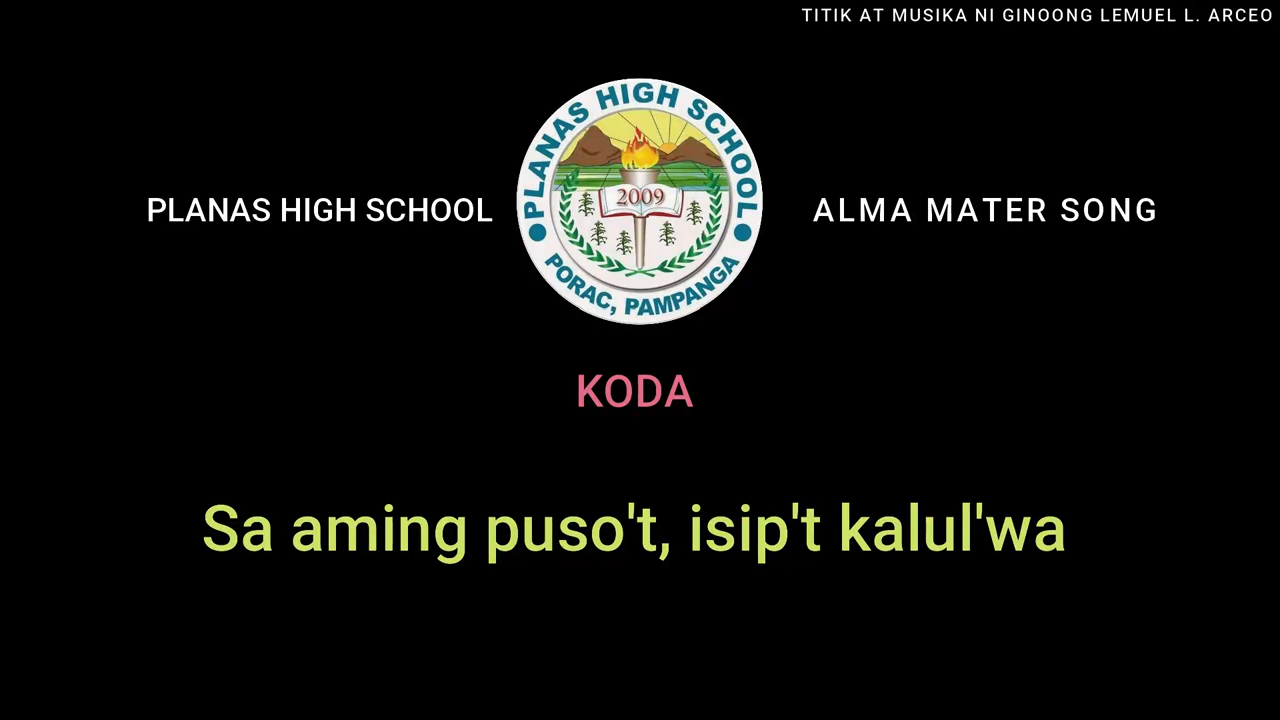 TITIK AT MUSIKA NI GINOONG LEMUEL L. ARCEO
PLANAS HIGH SCHOOL
PLANAS HIGH SCHOOL
2009
PORAC, PAMPANGA
ALMA MATER SONG
KODA
Sa aming puso't, isip't kalul'wa